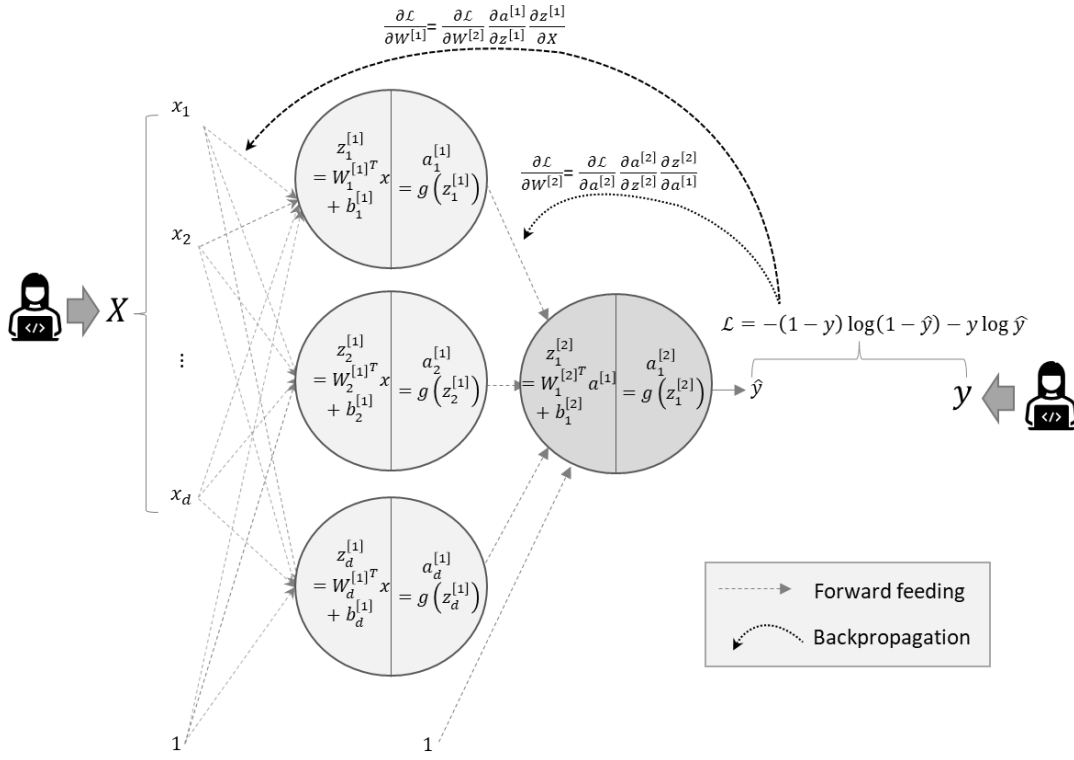 ∂ℒ/∂W^[1] = ∂ℒ/∂W^[2] ∂a^[1]/∂z^[1] ∂z^[1]/∂X
x_1
z_1^[1]
= W_1^[1]^T x
+ b_1^[1]
a_1^[1]
= g(z_1^[1])
∂ℒ/∂W^[2] = ∂ℒ/∂a^[2] ∂a^[2]/∂z^[2] ∂z^[2]/∂a^[1]
x_2
</>
X
⋮
z_2^[1]
= W_2^[1]^T x
+ b_2^[1]
a_2^[1]
= g(z_2^[1])
z_1^[2]
= W_1^[2]^T a^[1]
+ b_1^[2]
a_1^[2]
= g(z_1^[2])
ℒ = −(1 − y) log(1 − ŷ) − y log ŷ
ŷ
y
</>
x_d
z_d^[1]
= W_d^[1]^T x
+ b_d^[1]
a_d^[1]
= g(z_d^[1])
Forward feeding
Backpropagation
1
1